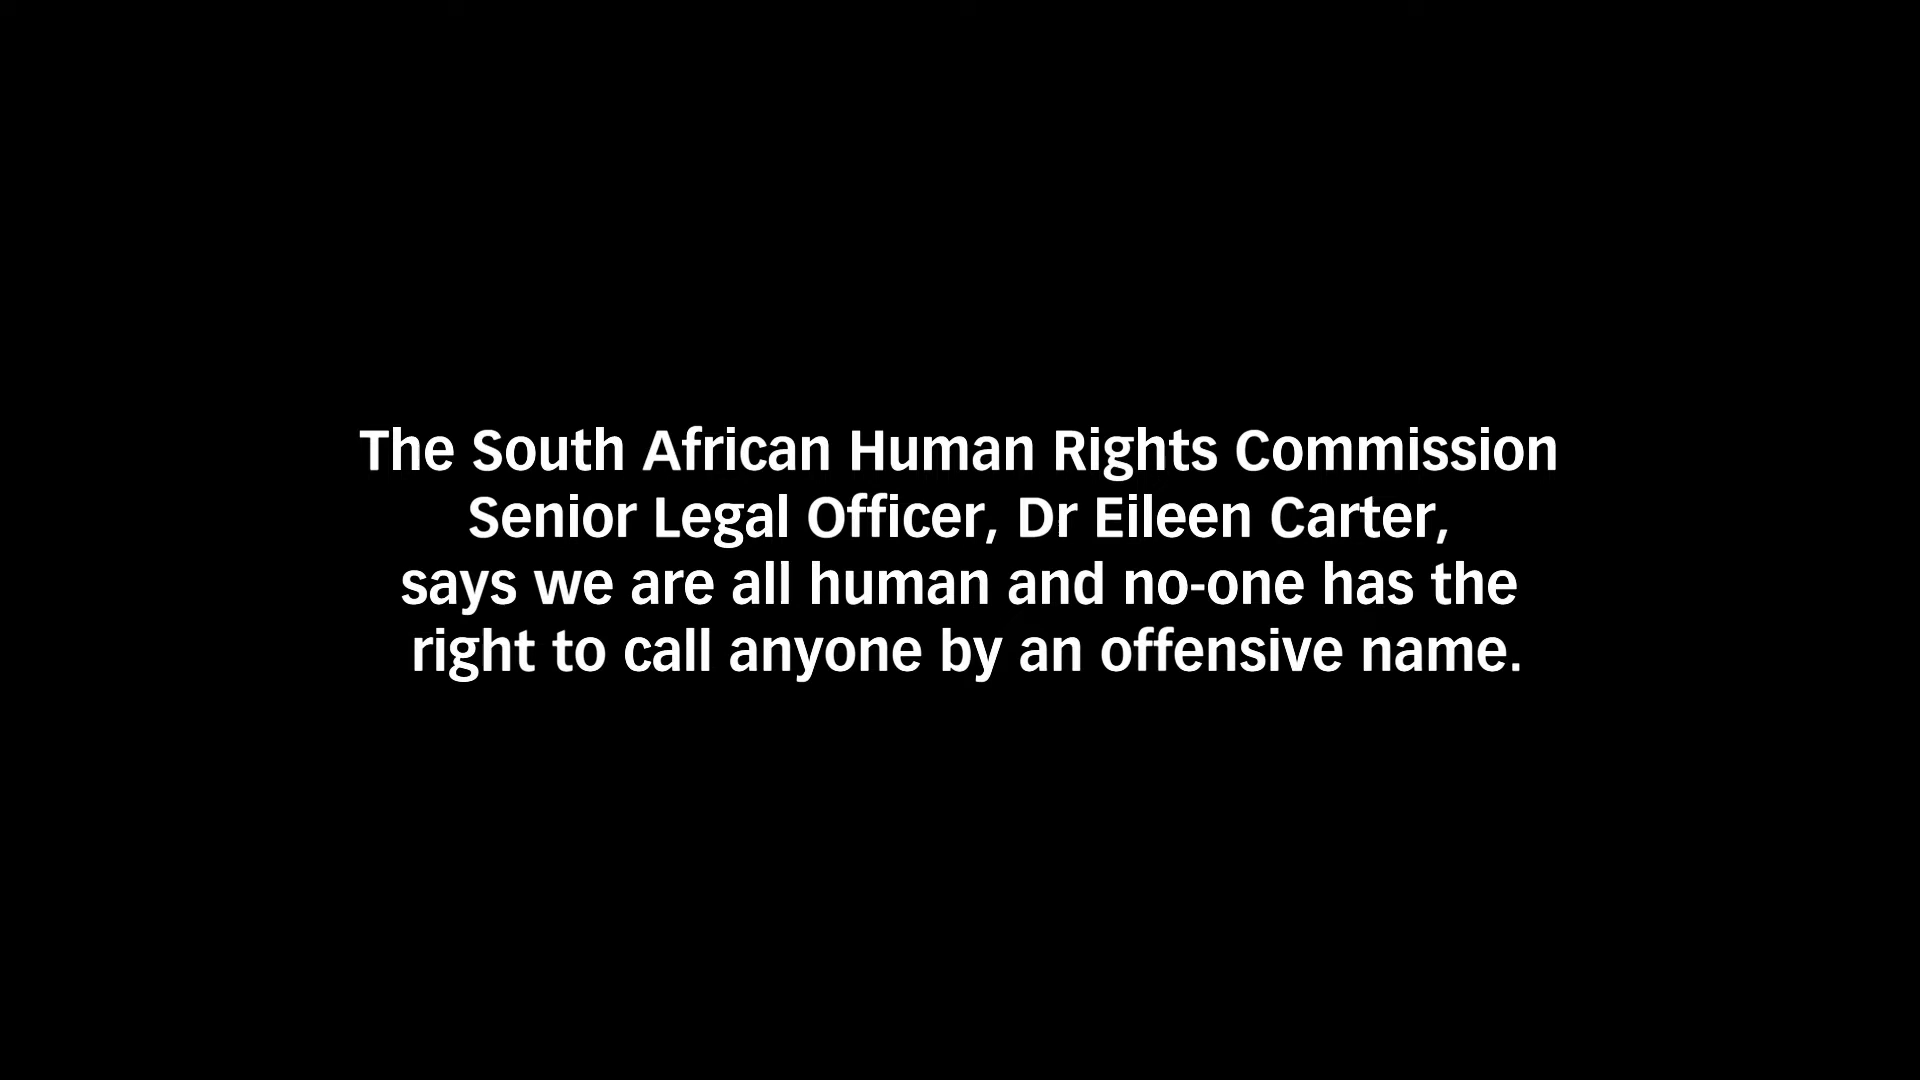 The South African Human Rights Commission
Senior Legal Officer, Dr Eileen Carter,
says we are all human and no-one has the
right to call anyone by an offensive name.